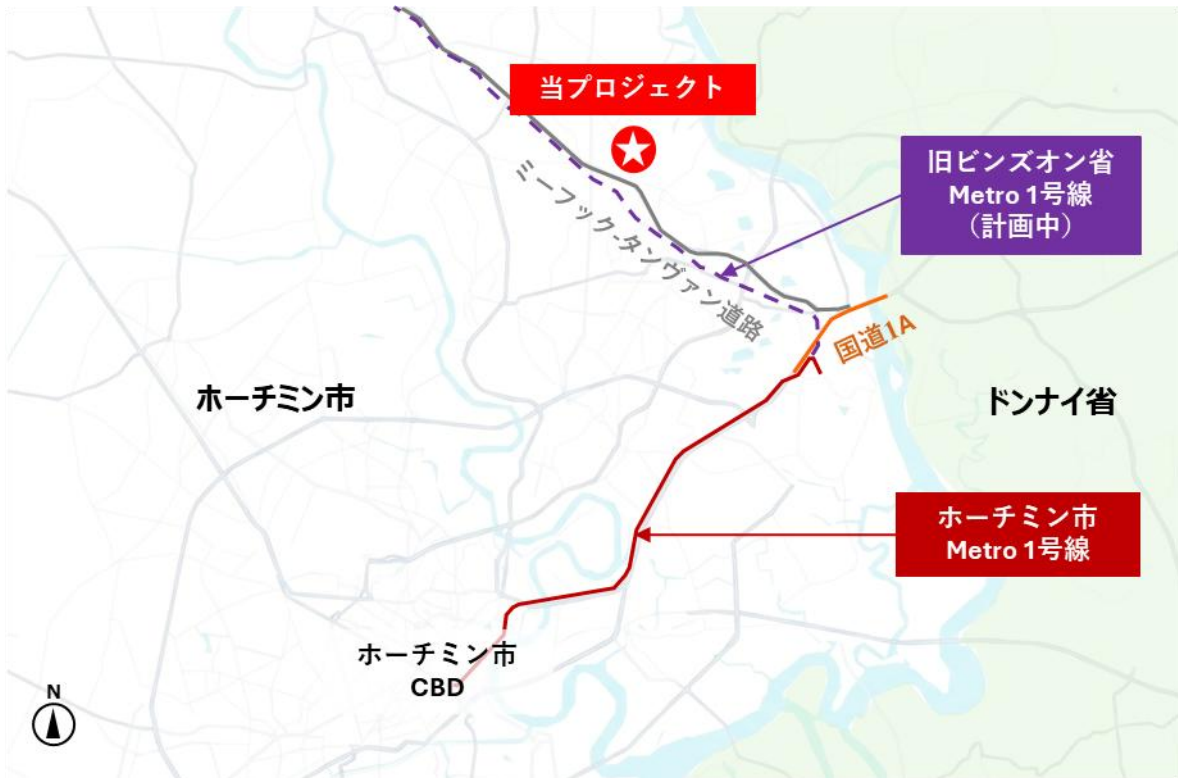 当プロジェクト
旧ビンズオン省
Metro 1号線
（計画中）
ミーフック-タンヴァン道路
国道1A
ホーチミン市
ドンナイ省
ホーチミン市
Metro 1号線
ホーチミン市
CBD
N